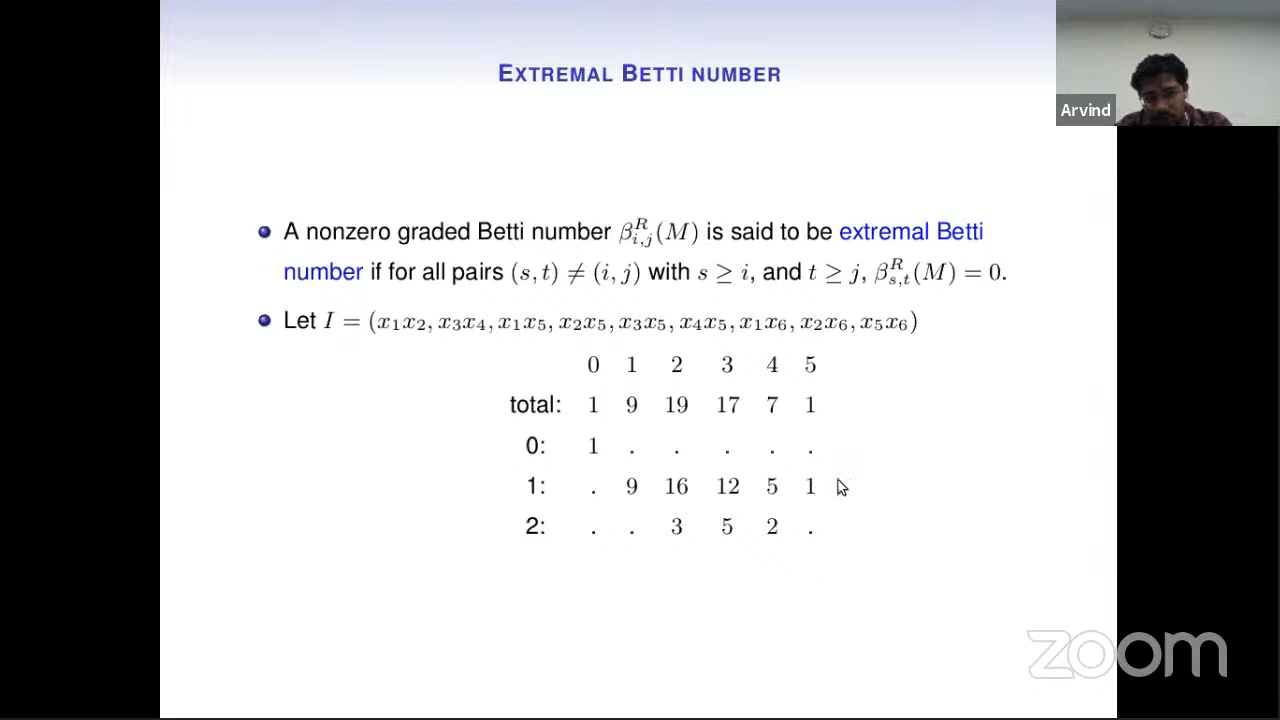 EXTREMAL BETTI NUMBER
Arvind
A nonzero graded Betti number β^R_{i,j}(M) is said to be extremal Betti
number if for all pairs (s, t) ≠ (i, j) with s ≥ i, and t ≥ j, β^R_{s,t}(M) = 0.
Let I = (x₁x₂, x₃x₄, x₁x₅, x₂x₅, x₃x₅, x₄x₅, x₁x₆, x₂x₆, x₅x₆)
0 1 2 3 4 5
total: 1 9 19 17 7 1
0: 1 . . . . .
1: . 9 16 12 5 1
2: . . 3 5 2 .
zoom